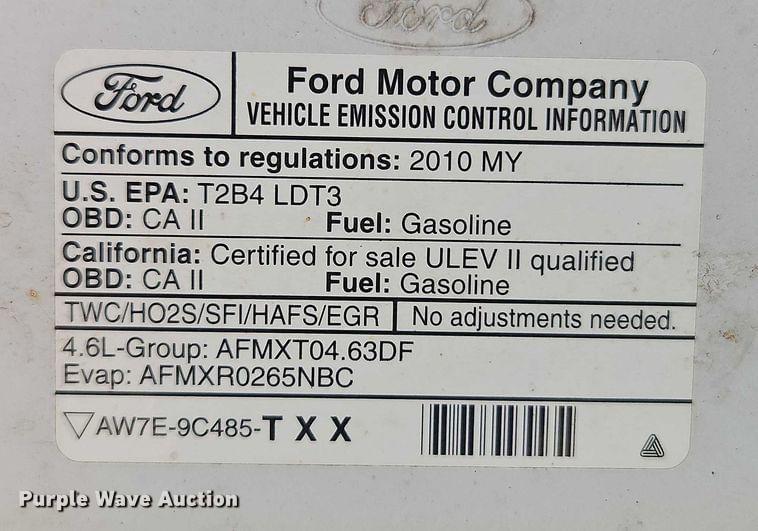 Ford
Ford
Ford Motor Company
VEHICLE EMISSION CONTROL INFORMATION
Conforms to regulations: 2010 MY
U.S. EPA: T2B4 LDT3
OBD: CA II Fuel: Gasoline
California: Certified for sale ULEV II qualified
OBD: CA II Fuel: Gasoline
TWC/HO2S/SFI/HAFS/EGR No adjustments needed.
4.6L-Group: AFMXT04.63DF
Evap: AFMXR0265NBC
AW7E-9C485-T X X
Purple Wave Auction